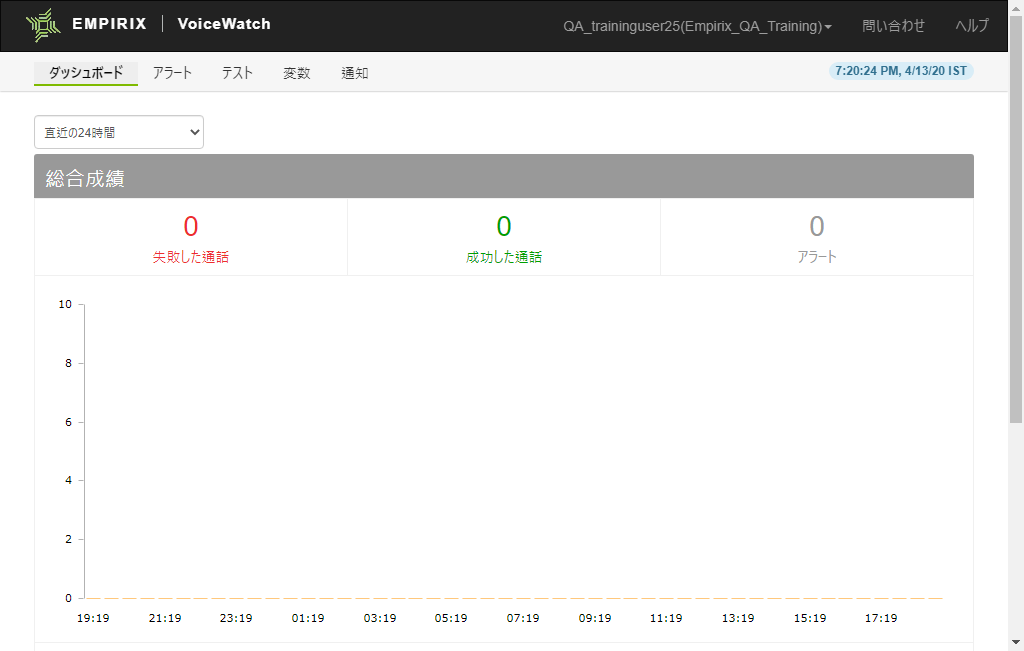 EMPIRIX VoiceWatch QA_traininguser25(Empirix_QA_Training) 問い合わせ ヘルプ
ダッシュボード アラート テスト 変数 通知 7:20:24 PM, 4/13/20 IST
直近の24時間
総合成績
0 0 0
失敗した通話 成功した通話 アラート
10
8
6
4
2
0
19:19 21:19 23:19 01:19 03:19 05:19 07:19 09:19 11:19 13:19 15:19 17:19